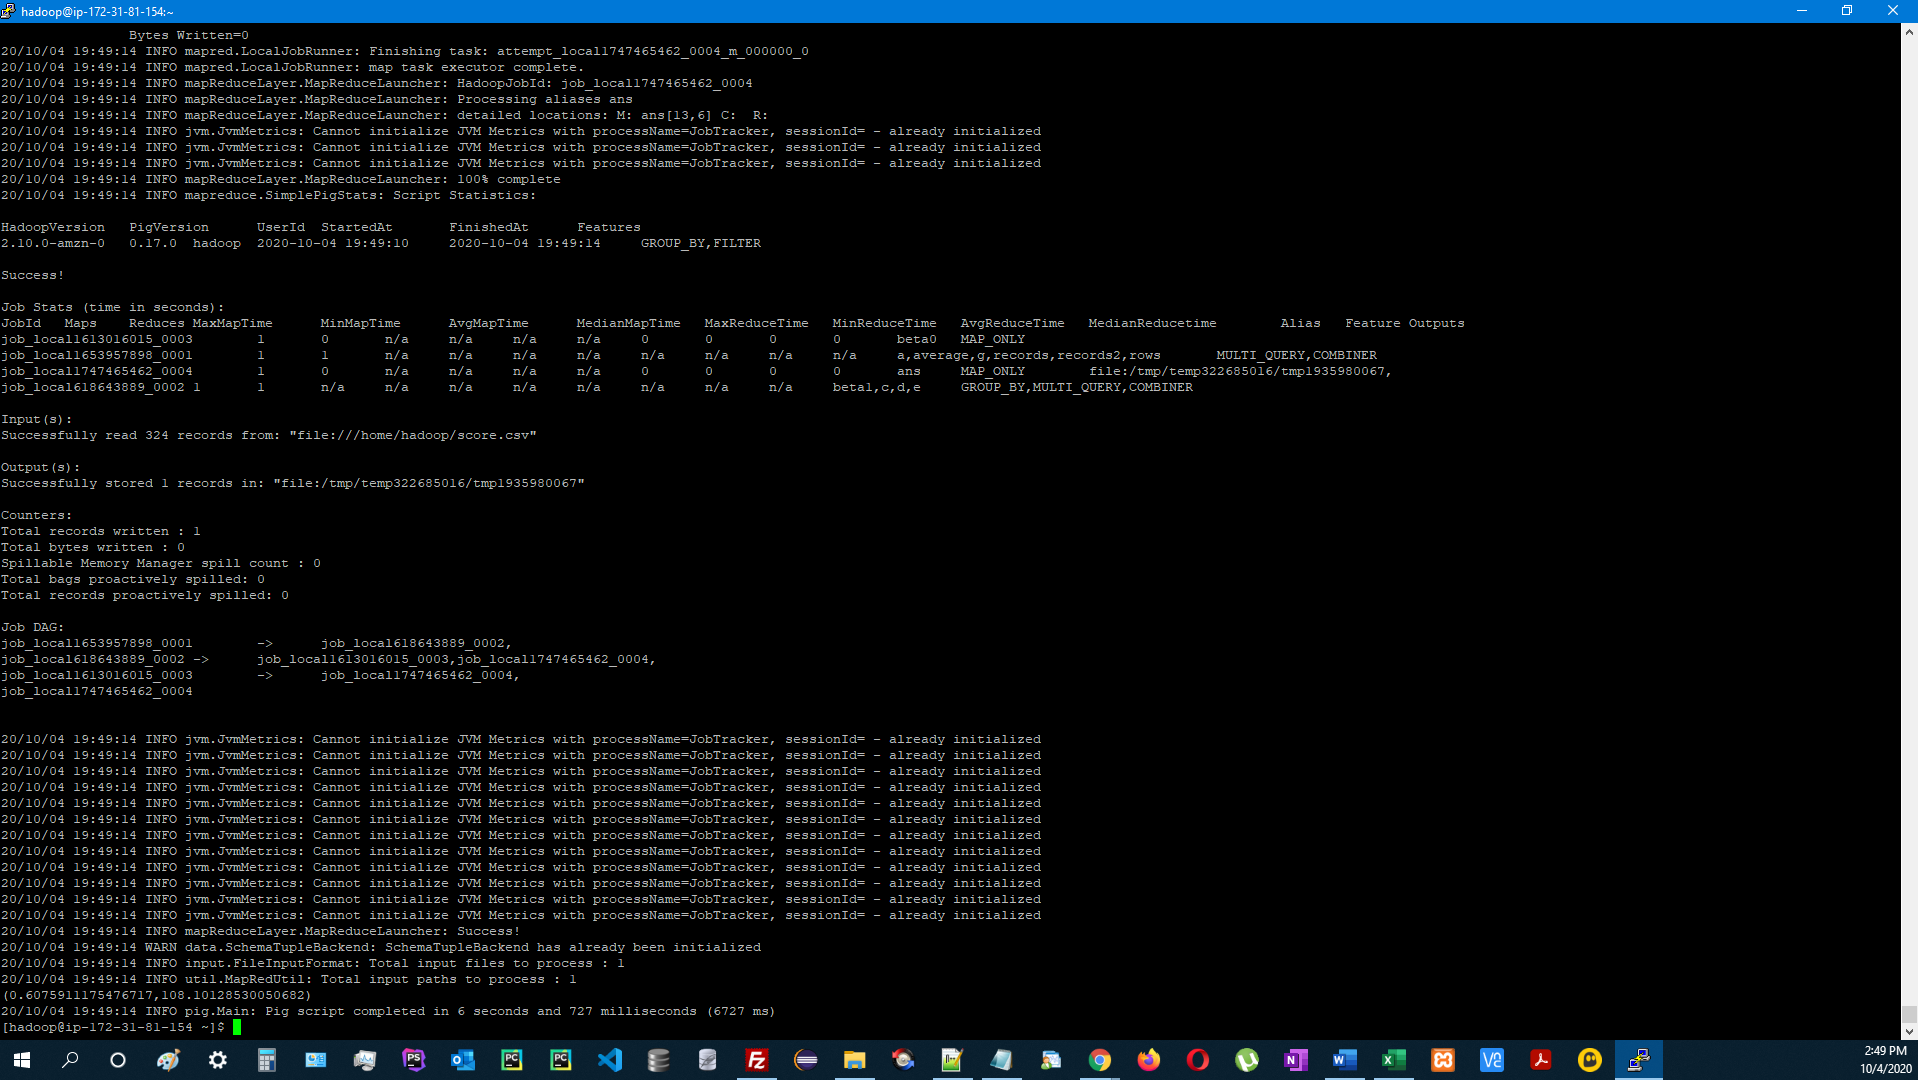 hadoop@ip-172-31-81-154:~
Bytes Written=0
20/10/04 19:49:14 INFO mapred.LocalJobRunner: Finishing task: attempt_local1747465462_0004_m_000000_0
20/10/04 19:49:14 INFO mapred.LocalJobRunner: map task executor complete.
20/10/04 19:49:14 INFO mapReduceLayer.MapReduceLauncher: HadoopJobId: job_local1747465462_0004
20/10/04 19:49:14 INFO mapReduceLayer.MapReduceLauncher: Processing aliases ans
20/10/04 19:49:14 INFO mapReduceLayer.MapReduceLauncher: detailed locations: M: ans[13,6] C:  R:
20/10/04 19:49:14 INFO jvm.JvmMetrics: Cannot initialize JVM Metrics with processName=JobTracker, sessionId= - already initialized
20/10/04 19:49:14 INFO jvm.JvmMetrics: Cannot initialize JVM Metrics with processName=JobTracker, sessionId= - already initialized
20/10/04 19:49:14 INFO jvm.JvmMetrics: Cannot initialize JVM Metrics with processName=JobTracker, sessionId= - already initialized
20/10/04 19:49:14 INFO mapReduceLayer.MapReduceLauncher: 100% complete
20/10/04 19:49:14 INFO mapreduce.SimplePigStats: Script Statistics:
HadoopVersion   PigVersion      UserId  StartedAt       FinishedAt      Features
2.10.0-amzn-0   0.17.0  hadoop  2020-10-04 19:49:10     2020-10-04 19:49:14     GROUP_BY,FILTER
Success!
Job Stats (time in seconds):
JobId   Maps    Reduces MaxMapTime      MinMapTime      AvgMapTime      MedianMapTime   MaxReduceTime   MinReduceTime   AvgReduceTime   MedianReducetime        Alias   Feature Outputs
job_local1613016015_0003        1       0       n/a     n/a     n/a     n/a     0       0       0       0       beta0   MAP_ONLY
job_local1653957898_0001        1       1       n/a     n/a     n/a     n/a     n/a     n/a     n/a     n/a     a,average,g,records,records2,rows       MULTI_QUERY,COMBINER
job_local1747465462_0004        1       0       n/a     n/a     n/a     n/a     0       0       0       0       ans     MAP_ONLY        file:/tmp/temp322685016/tmp1935980067,
job_local618643889_0002 1       1       n/a     n/a     n/a     n/a     n/a     n/a     n/a     n/a     beta1,c,d,e     GROUP_BY,MULTI_QUERY,COMBINER
Input(s):
Successfully read 324 records from: "file:///home/hadoop/score.csv"
Output(s):
Successfully stored 1 records in: "file:/tmp/temp322685016/tmp1935980067"
Counters:
Total records written : 1
Total bytes written : 0
Spillable Memory Manager spill count : 0
Total bags proactively spilled: 0
Total records proactively spilled: 0
Job DAG:
job_local1653957898_0001        ->      job_local618643889_0002,
job_local618643889_0002 ->      job_local1613016015_0003,job_local1747465462_0004,
job_local1613016015_0003        ->      job_local1747465462_0004,
job_local1747465462_0004
20/10/04 19:49:14 INFO jvm.JvmMetrics: Cannot initialize JVM Metrics with processName=JobTracker, sessionId= - already initialized
20/10/04 19:49:14 INFO jvm.JvmMetrics: Cannot initialize JVM Metrics with processName=JobTracker, sessionId= - already initialized
20/10/04 19:49:14 INFO jvm.JvmMetrics: Cannot initialize JVM Metrics with processName=JobTracker, sessionId= - already initialized
20/10/04 19:49:14 INFO jvm.JvmMetrics: Cannot initialize JVM Metrics with processName=JobTracker, sessionId= - already initialized
20/10/04 19:49:14 INFO jvm.JvmMetrics: Cannot initialize JVM Metrics with processName=JobTracker, sessionId= - already initialized
20/10/04 19:49:14 INFO jvm.JvmMetrics: Cannot initialize JVM Metrics with processName=JobTracker, sessionId= - already initialized
20/10/04 19:49:14 INFO jvm.JvmMetrics: Cannot initialize JVM Metrics with processName=JobTracker, sessionId= - already initialized
20/10/04 19:49:14 INFO jvm.JvmMetrics: Cannot initialize JVM Metrics with processName=JobTracker, sessionId= - already initialized
20/10/04 19:49:14 INFO jvm.JvmMetrics: Cannot initialize JVM Metrics with processName=JobTracker, sessionId= - already initialized
20/10/04 19:49:14 INFO jvm.JvmMetrics: Cannot initialize JVM Metrics with processName=JobTracker, sessionId= - already initialized
20/10/04 19:49:14 INFO jvm.JvmMetrics: Cannot initialize JVM Metrics with processName=JobTracker, sessionId= - already initialized
20/10/04 19:49:14 INFO jvm.JvmMetrics: Cannot initialize JVM Metrics with processName=JobTracker, sessionId= - already initialized
20/10/04 19:49:14 INFO mapReduceLayer.MapReduceLauncher: Success!
20/10/04 19:49:14 WARN data.SchemaTupleBackend: SchemaTupleBackend has already been initialized
20/10/04 19:49:14 INFO input.FileInputFormat: Total input files to process : 1
20/10/04 19:49:14 INFO util.MapRedUtil: Total input paths to process : 1
(0.6075911175476717,108.10128530050682)
20/10/04 19:49:14 INFO pig.Main: Pig script completed in 6 seconds and 727 milliseconds (6727 ms)
[hadoop@ip-172-31-81-154 ~]$
2:49 PM
10/4/2020